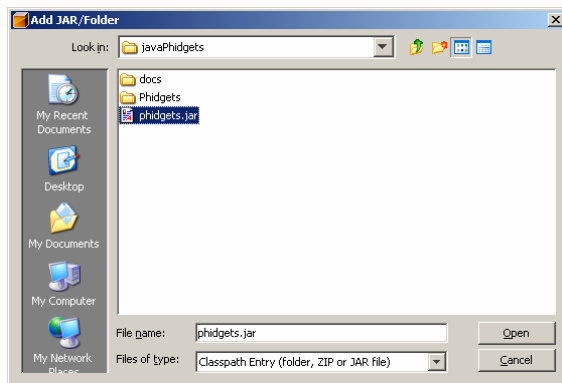 Add JAR/Folder
Look in: javaPhidgets
docs
Phidgets
phidgets.jar
My Recent
Documents
Desktop
My Documents
My Computer
My Network
Places
File name: phidgets.jar Open
Files of type: Classpath Entry (folder, ZIP or JAR file) Cancel